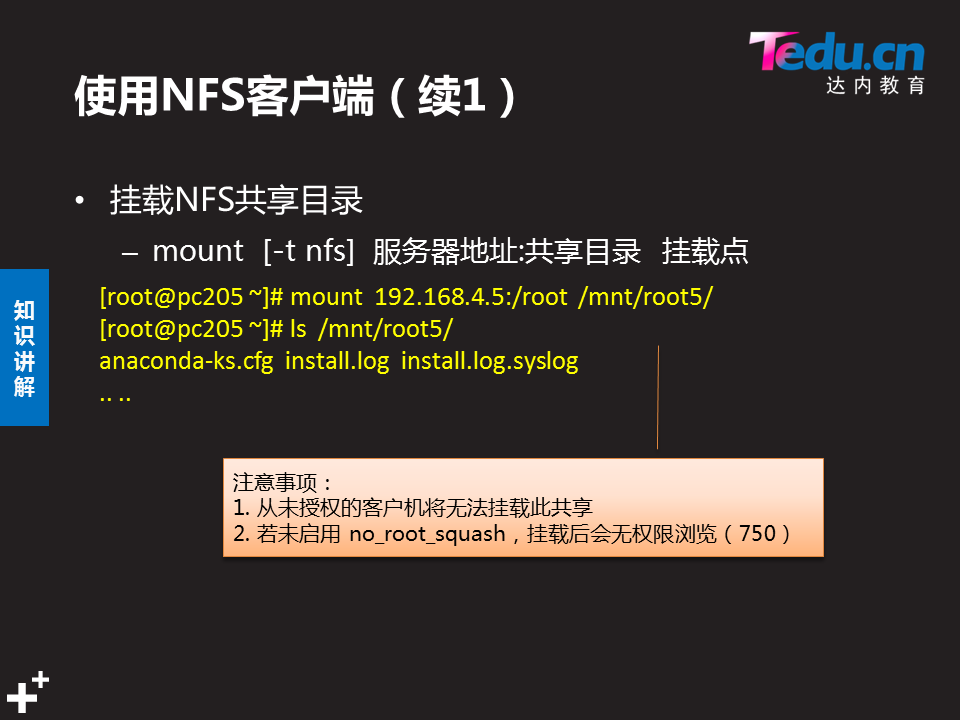 Tedu.cn
达内教育
使用NFS客户端（续1）
• 挂载NFS共享目录
– mount [-t nfs] 服务器地址:共享目录 挂载点
[root@pc205 ~]# mount 192.168.4.5:/root /mnt/root5/
[root@pc205 ~]# ls /mnt/root5/
anaconda-ks.cfg install.log install.log.syslog
.. ..
知识讲解
注意事项：
1. 从未授权的客户机将无法挂载此共享
2. 若未启用 no_root_squash，挂载后会无权限浏览（750）